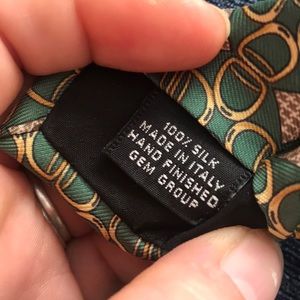 100% SILK
MADE IN ITALY
HAND FINISHED
GEM GROUP